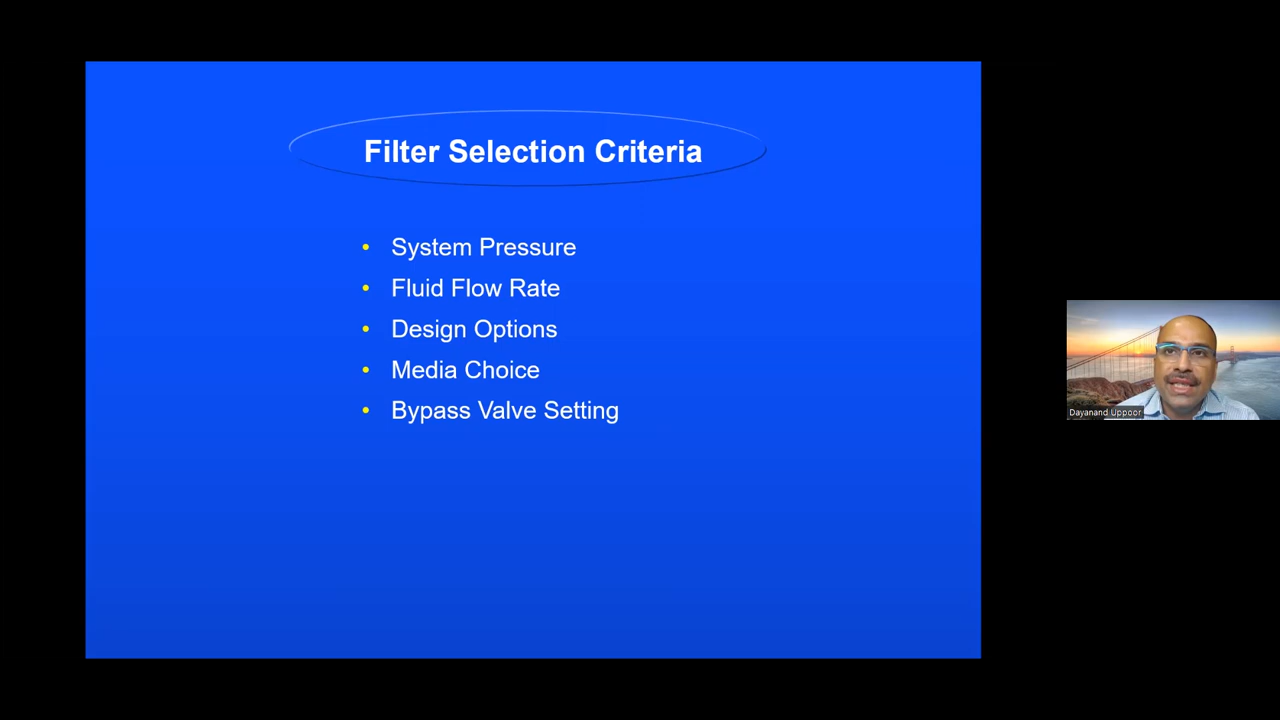 Filter Selection Criteria
• System Pressure
• Fluid Flow Rate
• Design Options
• Media Choice
• Bypass Valve Setting
Dayanand Uppoor